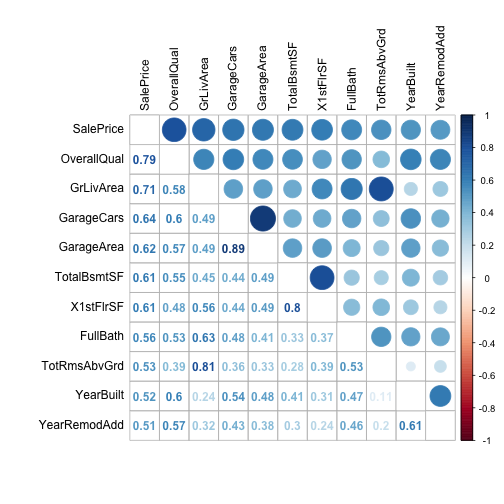 SalePrice OverallQual GrLivArea GarageCars GarageArea TotalBsmtSF X1stFlrSF FullBath TotRmsAbvGrd YearBuilt YearRemodAdd
SalePrice
OverallQual 0.79
GrLivArea 0.71 0.58
GarageCars 0.64 0.6 0.49
GarageArea 0.62 0.57 0.49 0.89
TotalBsmtSF 0.61 0.55 0.45 0.44 0.49
X1stFlrSF 0.61 0.48 0.56 0.44 0.49 0.8
FullBath 0.56 0.53 0.63 0.48 0.41 0.33 0.37
TotRmsAbvGrd 0.53 0.39 0.81 0.36 0.33 0.28 0.39 0.53
YearBuilt 0.52 0.6 0.24 0.54 0.48 0.41 0.31 0.47 0.11
YearRemodAdd 0.51 0.57 0.32 0.43 0.38 0.3 0.24 0.46 0.2 0.61
1
0.8
0.6
0.4
0.2
0
-0.2
-0.4
-0.6
-0.8
-1